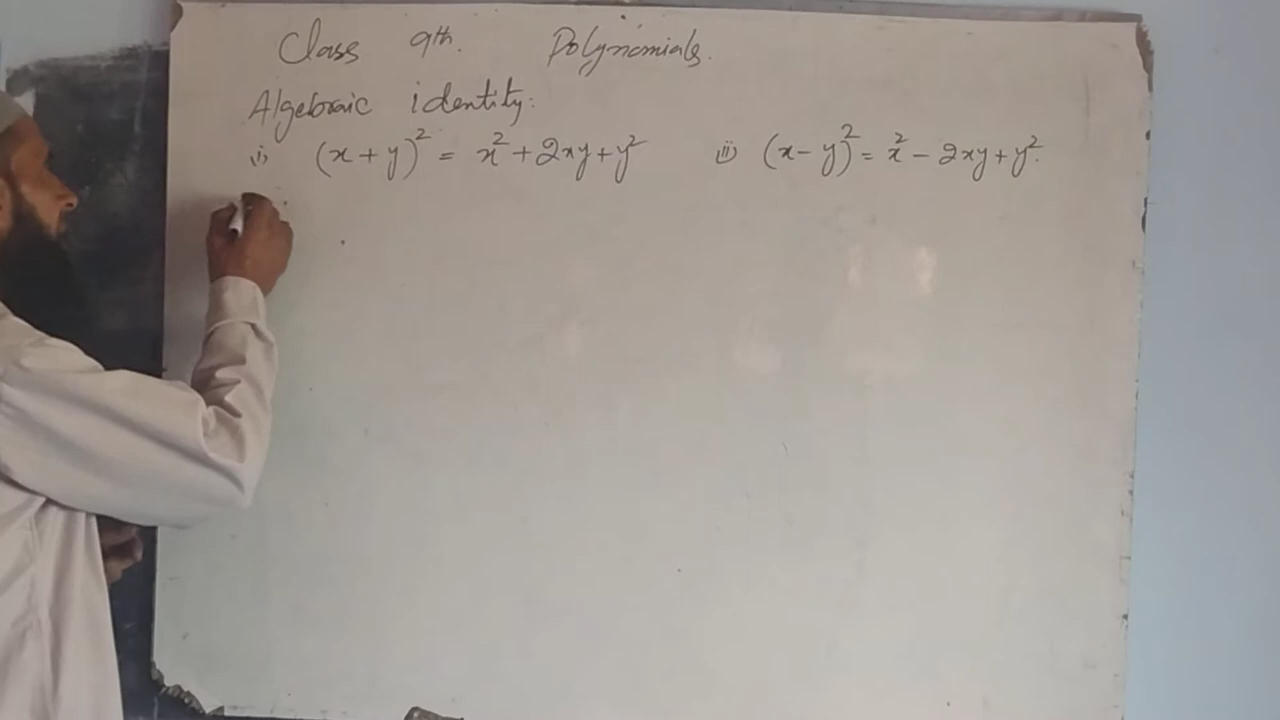 Class 9th. Polynomials.
Algebraic identity:
(i) (x + y)² = x² + 2xy + y² (ii) (x - y)² = x² - 2xy + y².